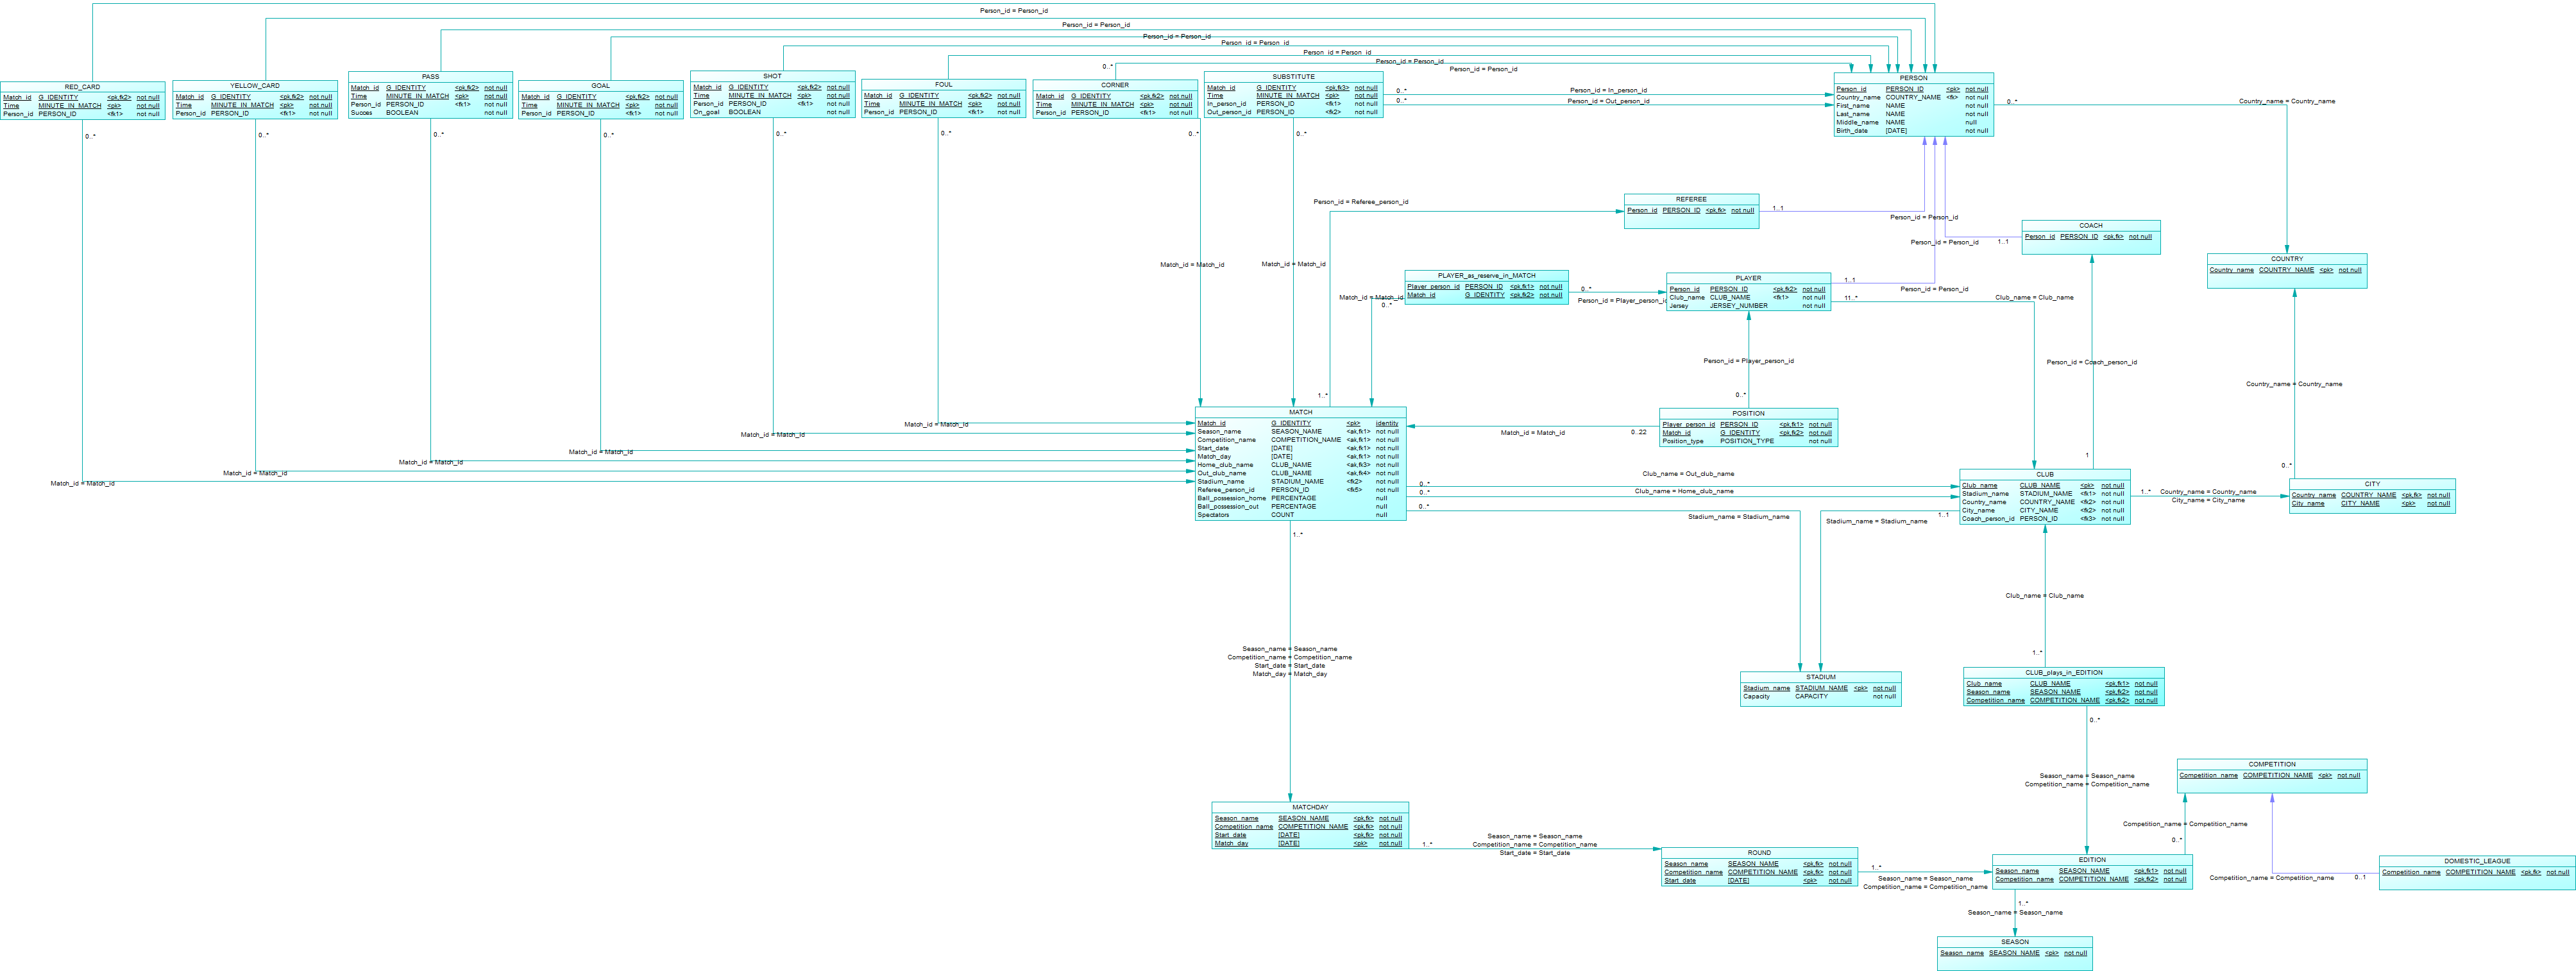 Person_id = Person_id
Person_id = Person_id
Person_id = Person_id
Person_id = Person_id
Person_id = Person_id
Person_id = Person_id
Person_id = Person_id
Person_id = Person_id
0..*
RED_CARD
Match_id G_IDENTITY <pk,fk2> not null
Time MINUTE_IN_MATCH <pk> not null
Person_id PERSON_ID <fk1> not null
0..*
YELLOW_CARD
Match_id G_IDENTITY <pk,fk2> not null
Time MINUTE_IN_MATCH <pk> not null
Person_id PERSON_ID <fk1> not null
0..*
PASS
Match_id G_IDENTITY <pk,fk2> not null
Time MINUTE_IN_MATCH <pk> not null
Person_id PERSON_ID <fk1> not null
Succes BOOLEAN not null
0..*
GOAL
Match_id G_IDENTITY <pk,fk2> not null
Time MINUTE_IN_MATCH <pk> not null
Person_id PERSON_ID <fk1> not null
0..*
SHOT
Match_id G_IDENTITY <pk,fk2> not null
Time MINUTE_IN_MATCH <pk> not null
Person_id PERSON_ID <fk1> not null
On_goal BOOLEAN not null
0..*
FOUL
Match_id G_IDENTITY <pk,fk2> not null
Time MINUTE_IN_MATCH <pk> not null
Person_id PERSON_ID <fk1> not null
0..*
CORNER
Match_id G_IDENTITY <pk,fk2> not null
Time MINUTE_IN_MATCH <pk> not null
Person_id PERSON_ID <fk1> not null
0..*
SUBSTITUTE
Match_id G_IDENTITY <pk,fk3> not null
Time MINUTE_IN_MATCH <pk> not null
In_person_id PERSON_ID <fk1> not null
Out_person_id PERSON_ID <fk2> not null
0..*
0..*
Person_id = In_person_id
0..*
Person_id = Out_person_id
PERSON
Person_id PERSON_ID <pk> not null
Country_name COUNTRY_NAME <fk> not null
First_name NAME not null
Last_name NAME not null
Middle_name NAME null
Birth_date [DATE] not null
0..*
Country_name = Country_name
REFEREE
Person_id PERSON_ID <pk,fk> not null
1..1
Person_id = Person_id
Person_id = Referee_person_id
COACH
Person_id PERSON_ID <pk,fk> not null
1..1
Person_id = Person_id
COUNTRY
Country_name COUNTRY_NAME <pk> not null
Match_id = Match_id
Match_id = Match_id
PLAYER_as_reserve_in_MATCH
Player_person_id PERSON_ID <pk,fk1> not null
Match_id G_IDENTITY <pk,fk2> not null
Match_id = Match_id
0..*
0..*
Person_id = Player_person_id
PLAYER
Person_id PERSON_ID <pk,fk2> not null
Club_name CLUB_NAME <fk1> not null
Jersey JERSEY_NUMBER not null
1..1
Person_id = Person_id
11..*
Club_name = Club_name
Person_id = Player_person_id
0..*
Person_id = Coach_person_id
1
Country_name = Country_name
0..*
1..*
MATCH
Match_id G_IDENTITY <pk> identity
Season_name SEASON_NAME <ak,fk1> not null
Competition_name COMPETITION_NAME <ak,fk1> not null
Start_date [DATE] <ak,fk1> not null
Match_day [DATE] <ak,fk1> not null
Home_club_name CLUB_NAME <ak,fk3> not null
Out_club_name CLUB_NAME <ak,fk4> not null
Stadium_name STADIUM_NAME <fk2> not null
Referee_person_id PERSON_ID <fk5> not null
Ball_possession_home PERCENTAGE null
Ball_possession_out PERCENTAGE null
Spectators COUNT null
POSITION
Player_person_id PERSON_ID <pk,fk1> not null
Match_id G_IDENTITY <pk,fk2> not null
Position_type POSITION_TYPE not null
Match_id = Match_id
0..22
Match_id = Match_id
Match_id = Match_id
Match_id = Match_id
Match_id = Match_id
Match_id = Match_id
Match_id = Match_id
Club_name = Out_club_name
0..*
Club_name = Home_club_name
0..*
0..*
Stadium_name = Stadium_name
CLUB
Club_name CLUB_NAME <pk> not null
Stadium_name STADIUM_NAME <fk1> not null
Country_name COUNTRY_NAME <fk2> not null
City_name CITY_NAME <fk2> not null
Coach_person_id PERSON_ID <fk3> not null
1..1
Stadium_name = Stadium_name
1..*
Country_name = Country_name
City_name = City_name
CITY
Country_name COUNTRY_NAME <pk,fk> not null
City_name CITY_NAME <pk> not null
1..*
Club_name = Club_name
1..*
Season_name = Season_name
Competition_name = Competition_name
Start_date = Start_date
Match_day = Match_day
STADIUM
Stadium_name STADIUM_NAME <pk> not null
Capacity CAPACITY not null
CLUB_plays_in_EDITION
Club_name CLUB_NAME <pk,fk1> not null
Season_name SEASON_NAME <pk,fk2> not null
Competition_name COMPETITION_NAME <pk,fk2> not null
0..*
Season_name = Season_name
Competition_name = Competition_name
COMPETITION
Competition_name COMPETITION_NAME <pk> not null
Competition_name = Competition_name
0..*
MATCHDAY
Season_name SEASON_NAME <pk,fk> not null
Competition_name COMPETITION_NAME <pk,fk> not null
Start_date [DATE] <pk,fk> not null
Match_day [DATE] <pk> not null
1..*
Season_name = Season_name
Competition_name = Competition_name
Start_date = Start_date
ROUND
Season_name SEASON_NAME <pk,fk> not null
Competition_name COMPETITION_NAME <pk,fk> not null
Start_date [DATE] <pk> not null
1..*
Season_name = Season_name
Competition_name = Competition_name
EDITION
Season_name SEASON_NAME <pk,fk1> not null
Competition_name COMPETITION_NAME <pk,fk2> not null
DOMESTIC_LEAGUE
Competition_name COMPETITION_NAME <pk,fk> not null
Competition_name = Competition_name
0..1
1..*
Season_name = Season_name
SEASON
Season_name SEASON_NAME <pk> not null